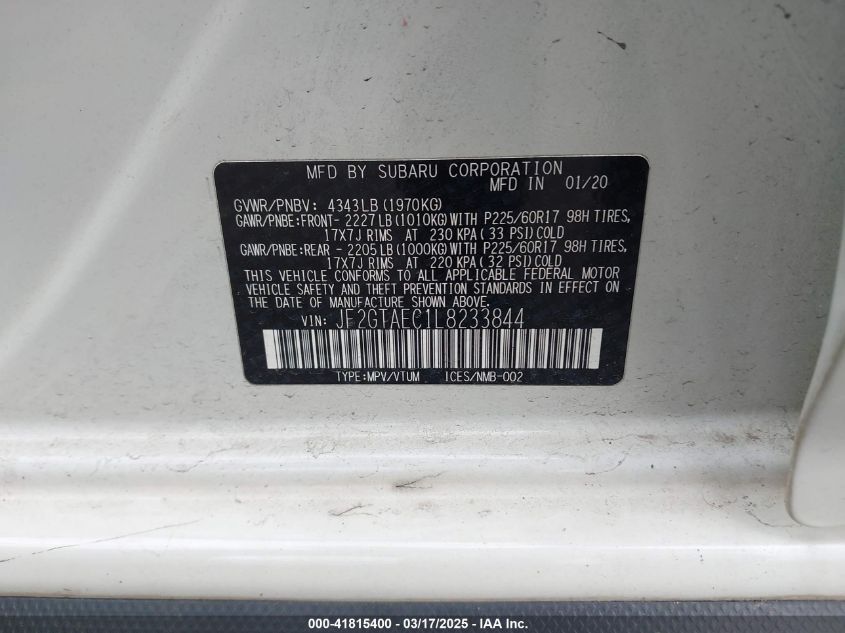 MFD BY SUBARU CORPORATION
MFD IN 01/20
GVWR/PNBV: 4343LB (1970KG)
GAWR/PNBE:FRONT- 2227LB (1010KG) WITH P225/60R17 98H TIRES,
17X7J RIMS AT 230 KPA (33 PSI) COLD
GAWR/PNBE:REAR - 2205LB (1000KG) WITH P225/60R17 98H TIRES,
17X7J RIMS AT 220 KPA (32 PSI) COLD
THIS VEHICLE CONFORMS TO ALL APPLICABLE FEDERAL MOTOR
VEHICLE SAFETY AND THEFT PREVENTION STANDARDS IN EFFECT ON
THE DATE OF MANUFACTURE SHOWN ABOVE.
VIN: JF2GTAEC1L8233844
TYPE:MPV/VTUM ICES/NMB-002
000-41815400 - 03/17/2025 - IAA Inc.